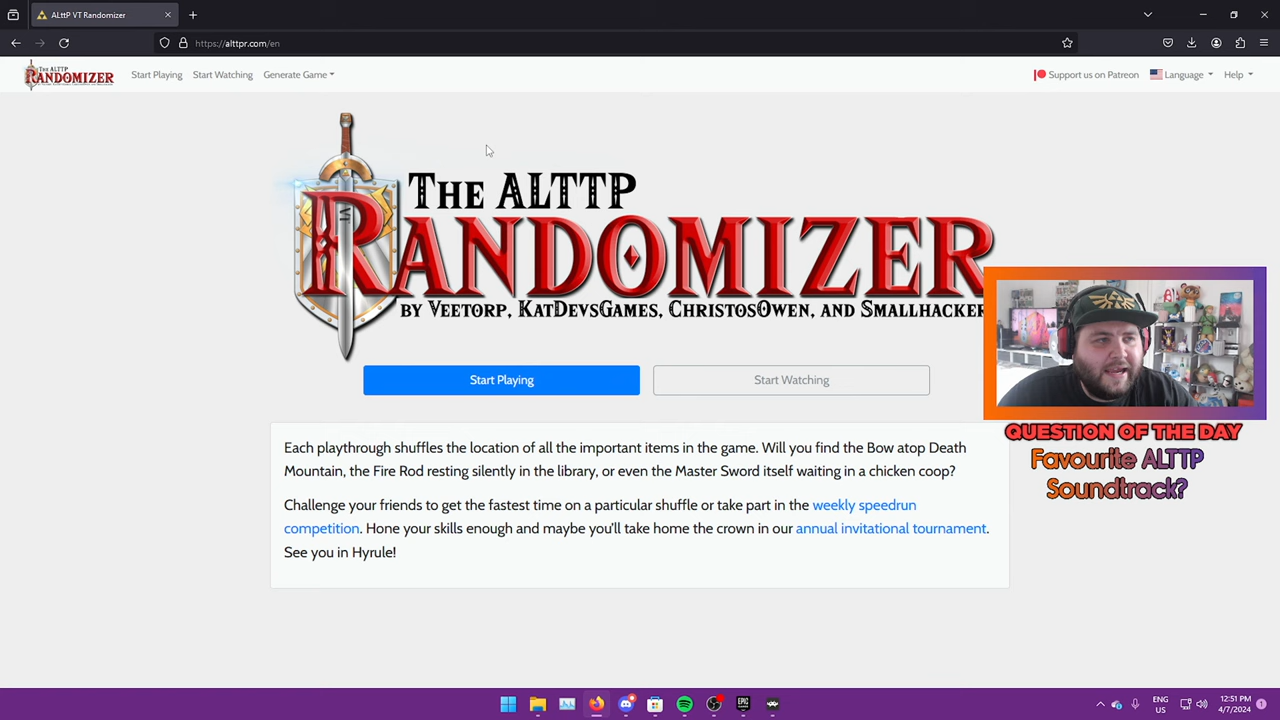 ALttP VT Randomizer
https://alttpr.com/en
THE ALTTP
RANDOMIZER
Start Playing
Start Watching
Generate Game
Support us on Patreon
Language
Help
THE ALTTP
RANDOMIZER
VT
BY VEETORP, KATDEVSGAMES, CHRISTOSOWEN, AND SMALLHACKER
Start Playing
Start Watching
Each playthrough shuffles the location of all the important items in the game. Will you find the Bow atop Death
Mountain, the Fire Rod resting silently in the library, or even the Master Sword itself waiting in a chicken coop?
Challenge your friends to get the fastest time on a particular shuffle or take part in the weekly speedrun
competition. Hone your skills enough and maybe you'll take home the crown in our annual invitational tournament.
See you in Hyrule!
QUESTION OF THE DAY
Favourite ALTTP
Soundtrack?
EPIC
GAMES
ENG
US
12:51 PM
4/7/2024